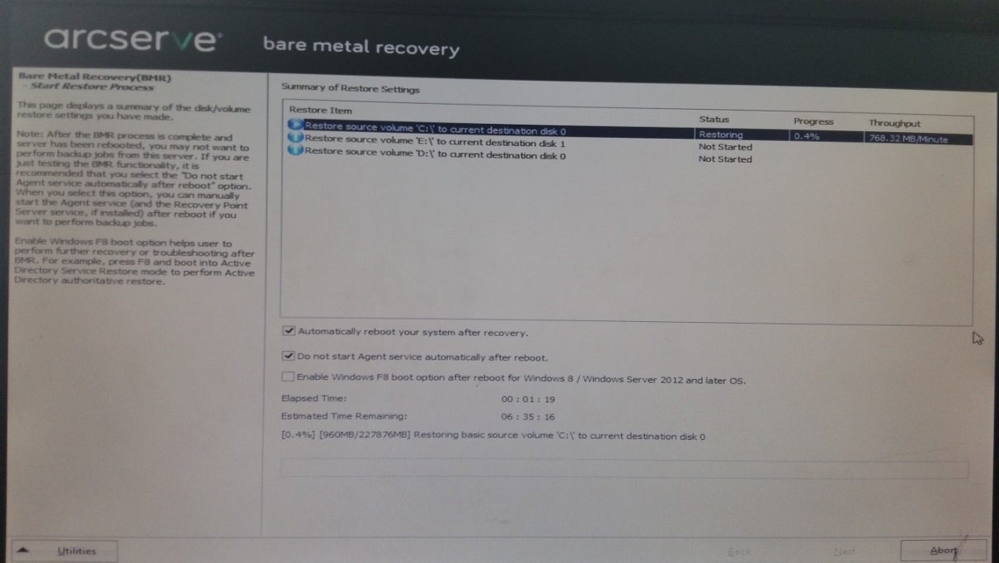 arcserve
bare metal recovery
Bare Metal Recovery(BMR)
- Start Restore Process
This page displays a summary of the disk/volume
restore settings you have made.
Note: After the BMR process is complete and
server has been rebooted, you may not want to
perform backup jobs from this server. If you are
just testing the BMR functionality, it is
recommended that you select the "Do not start
Agent service automatically after reboot" option.
When you select this option, you can manually
start the Agent service (and the Recovery Point
Server service, if installed) after reboot if you
want to perform backup jobs.
Enable Windows F8 boot option helps user to
perform further recovery or troubleshooting after
BMR. For example, press F8 and boot into Active
Directory Service Restore mode to perform Active
Directory authoritative restore.
Summary of Restore Settings
Restore Item Status Progress Throughput
Restore source volume 'C:\' to current destination disk 0 Restoring 0.4% 768.32 MB/Minute
Restore source volume 'E:\' to current destination disk 1 Not Started
Restore source volume 'D:\' to current destination disk 0 Not Started
Automatically reboot your system after recovery.
Do not start Agent service automatically after reboot.
Enable Windows F8 boot option after reboot for Windows 8 / Windows Server 2012 and later OS.
Elapsed Time: 00 : 01 : 19
Estimated Time Remaining: 06 : 35 : 16
[0.4%] [960MB/227876MB] Restoring basic source volume 'C:\' to current destination disk 0
Utilities
Back
Next
Abort